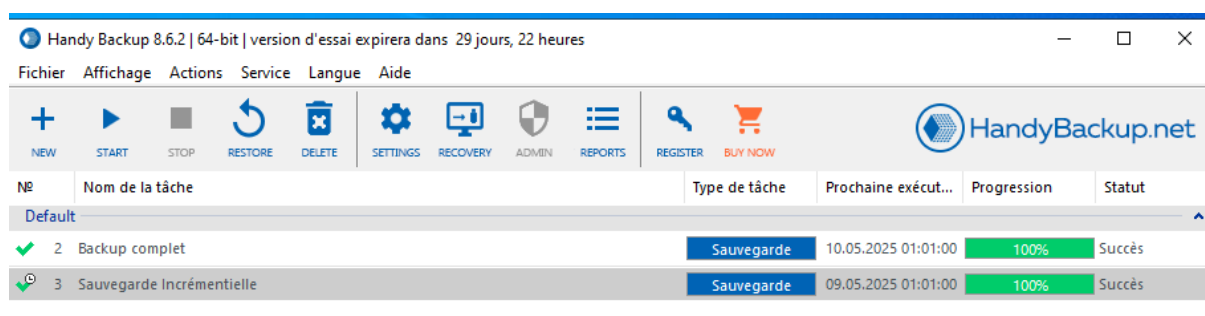 Handy Backup 8.6.2 | 64-bit | version d'essai expirera dans 29 jours, 22 heures
Fichier Affichage Actions Service Langue Aide
NEW START STOP RESTORE DELETE SETTINGS RECOVERY ADMIN REPORTS REGISTER BUY NOW HandyBackup.net
№ Nom de la tâche Type de tâche Prochaine exécut... Progression Statut
Default
2 Backup complet Sauvegarde 10.05.2025 01:01:00 100% Succès
3 Sauvegarde Incrémentielle Sauvegarde 09.05.2025 01:01:00 100% Succès